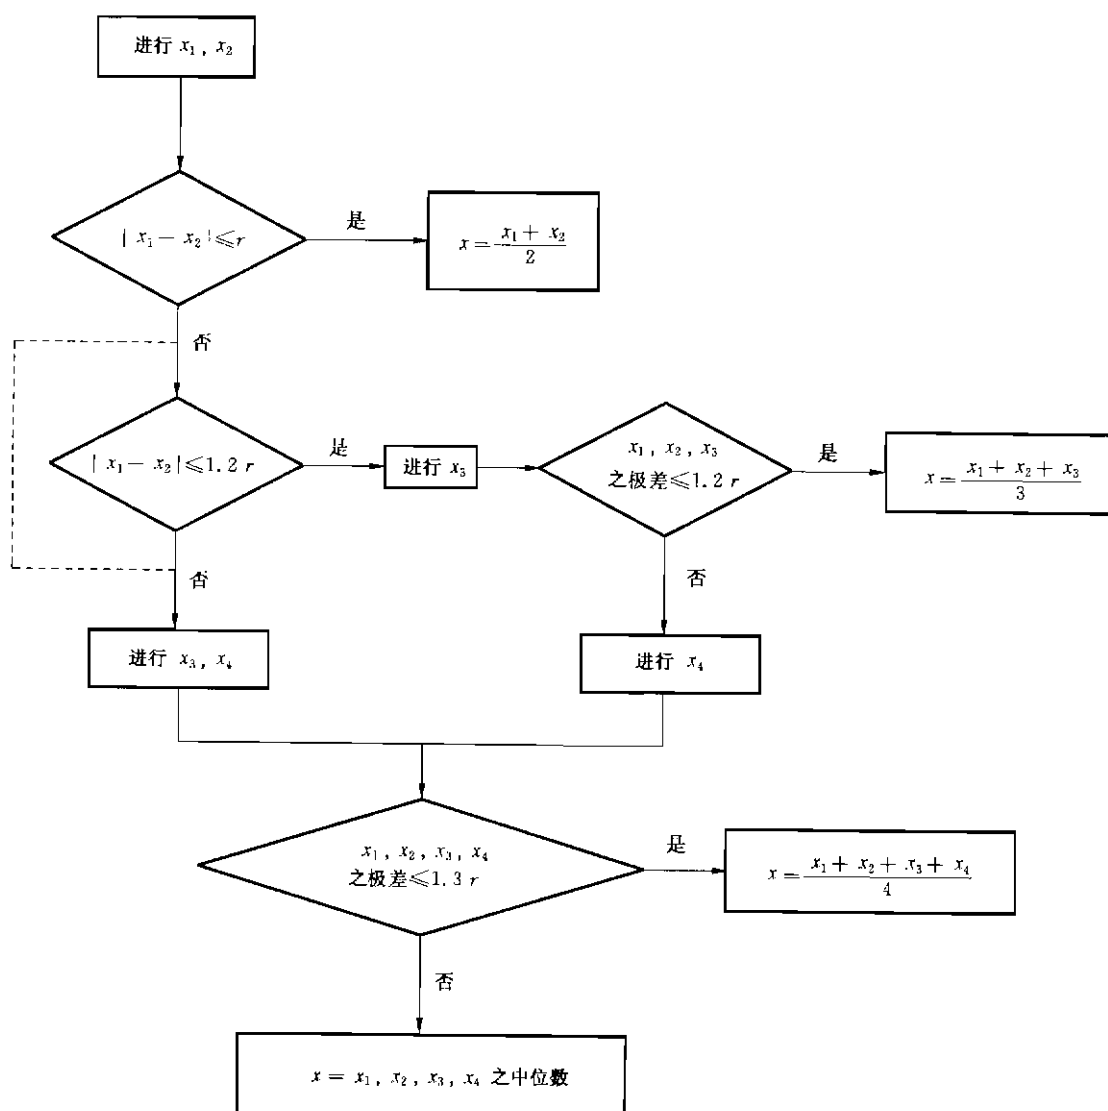 进行 x₁, x₂
| x₁ − x₂ | ≤ r
是
x = (x₁ + x₂) / 2
否
| x₁ − x₂ | ≤ 1.2 r
是
进行 x₃
x₁, x₂, x₃
之极差 ≤ 1.2 r
是
x = (x₁ + x₂ + x₃) / 3
否
否
进行 x₃, x₄
进行 x₄
x₁, x₂, x₃, x₄
之极差 ≤ 1.3 r
是
x = (x₁ + x₂ + x₃ + x₄) / 4
否
x = x₁, x₂, x₃, x₄ 之中位数